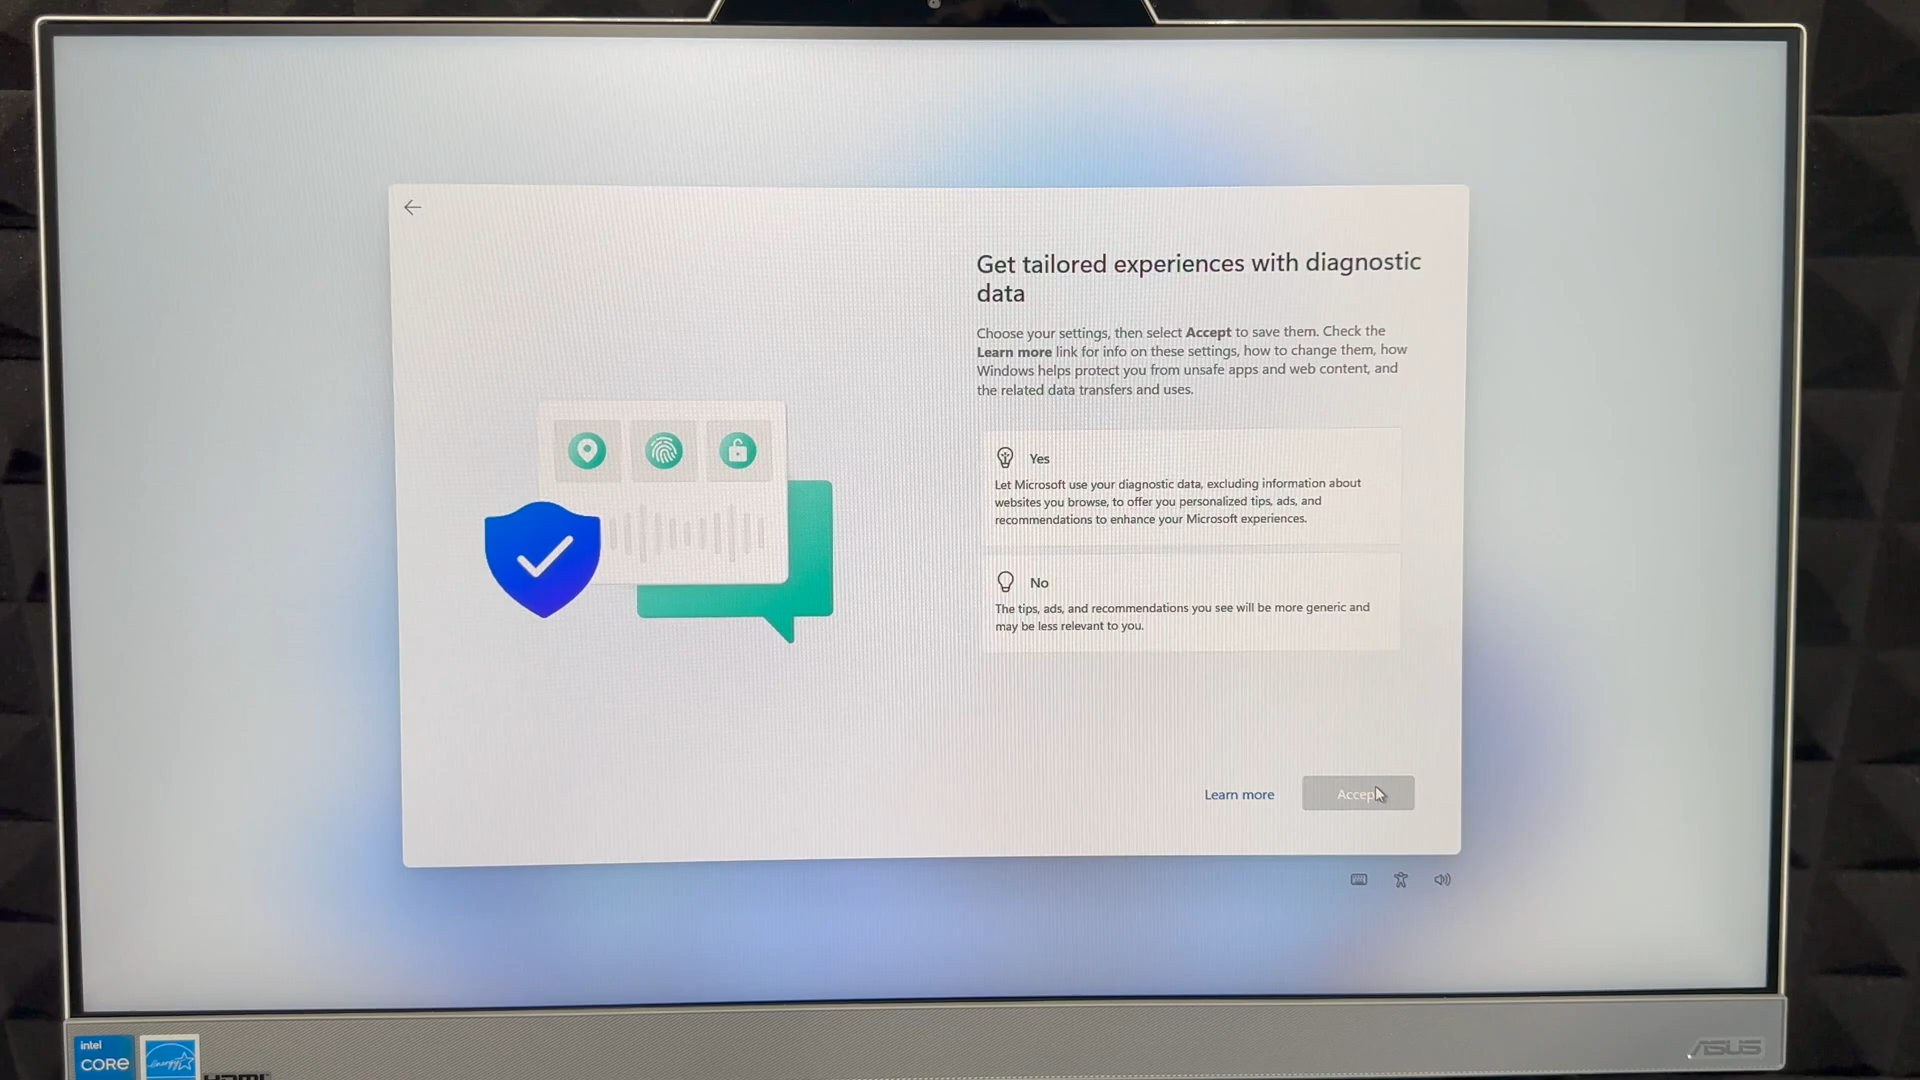 Get tailored experiences with diagnostic
data
Choose your settings, then select Accept to save them. Check the
Learn more link for info on these settings, how to change them, how
Windows helps protect you from unsafe apps and web content, and
the related data transfers and uses.
Yes
Let Microsoft use your diagnostic data, excluding information about
websites you browse, to offer you personalized tips, ads, and
recommendations to enhance your Microsoft experiences.
No
The tips, ads, and recommendations you see will be more generic and
may be less relevant to you.
Learn more
Accept
intel
CORE
energy
HDMI
ASUS